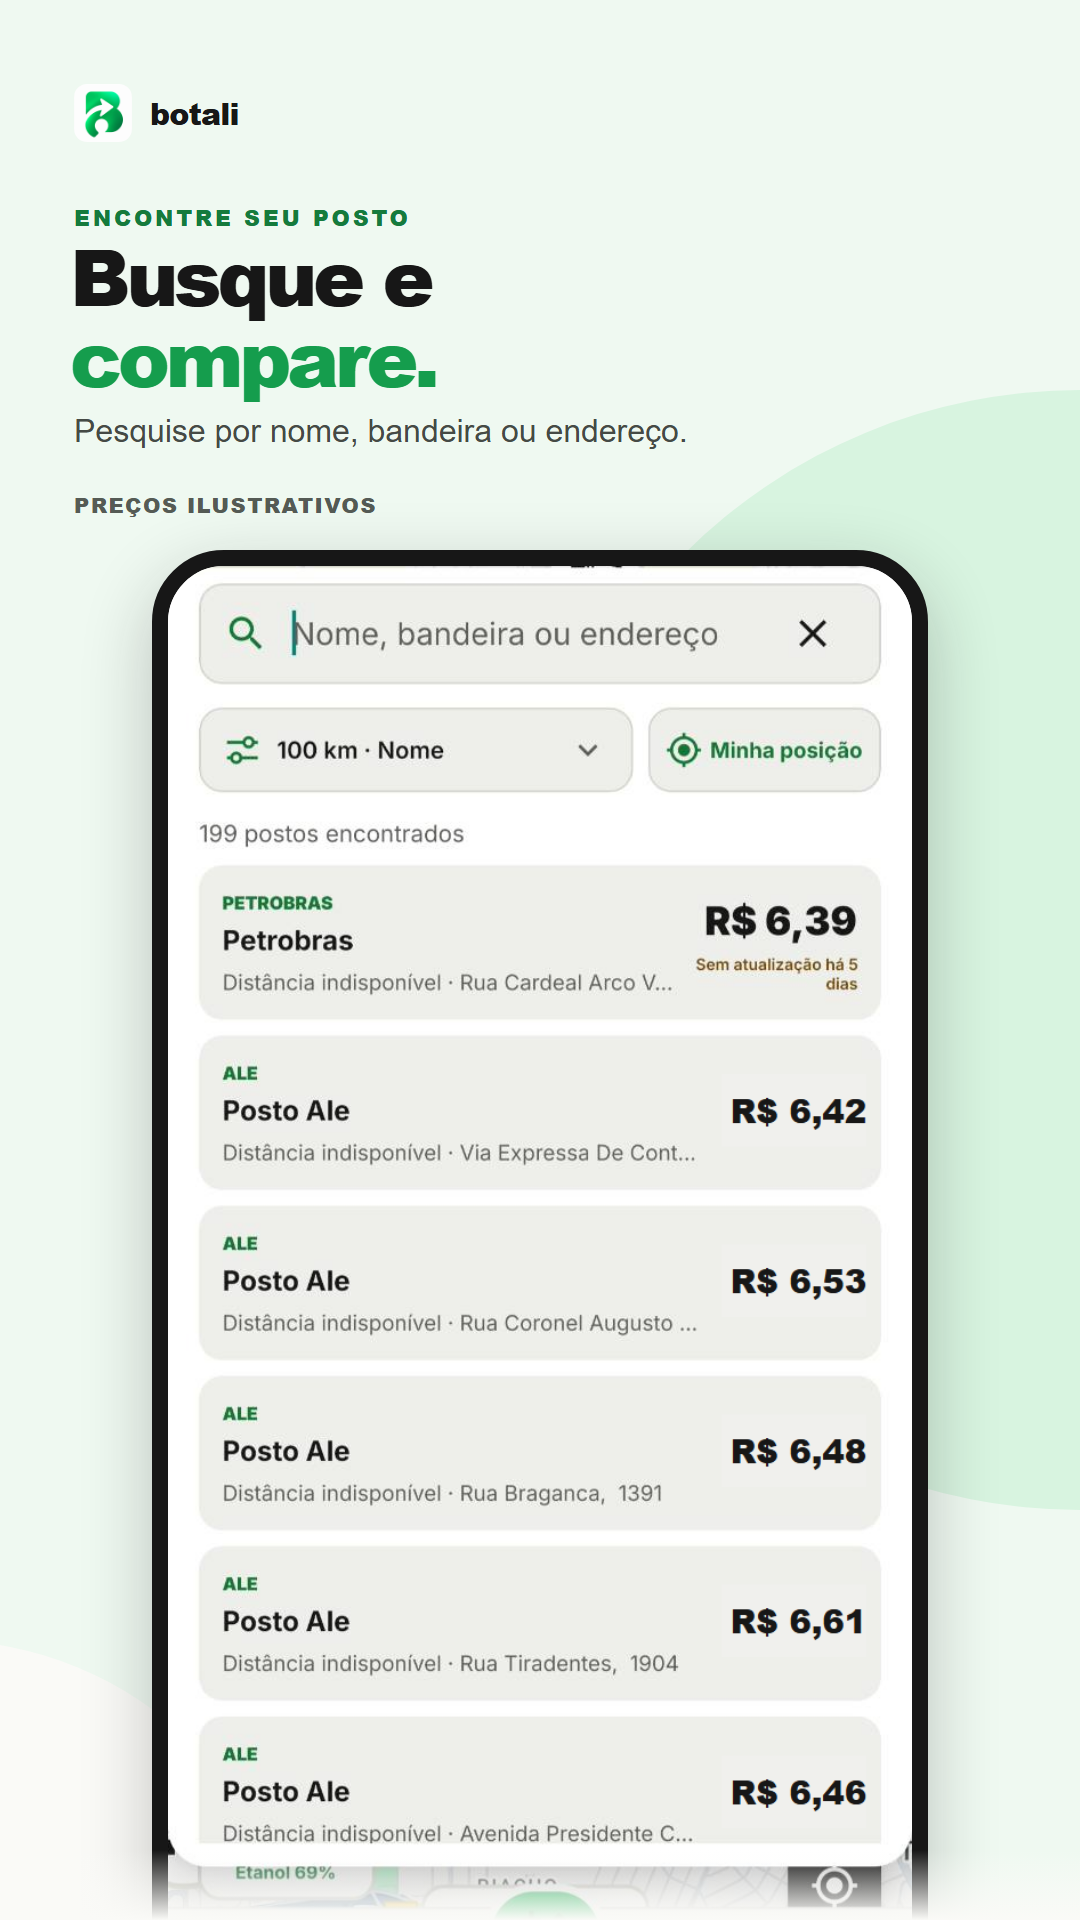 botali
ENCONTRE SEU POSTO
Busque e
compare.
Pesquise por nome, bandeira ou endereço.
PREÇOS ILUSTRATIVOS
Nome, bandeira ou endereço
100 km · Nome
Minha posição
199 postos encontrados
PETROBRAS
Petrobras
Distância indisponível · Rua Cardeal Arco V...
R$ 6,39
Sem atualização há 5
dias
ALE
Posto Ale
Distância indisponível · Via Expressa De Cont...
R$ 6,42
ALE
Posto Ale
Distância indisponível · Rua Coronel Augusto ...
R$ 6,53
ALE
Posto Ale
Distância indisponível · Rua Braganca, 1391
R$ 6,48
ALE
Posto Ale
Distância indisponível · Rua Tiradentes, 1904
R$ 6,61
ALE
Posto Ale
Distância indisponível · Avenida Presidente C...
R$ 6,46
Etanol 69%